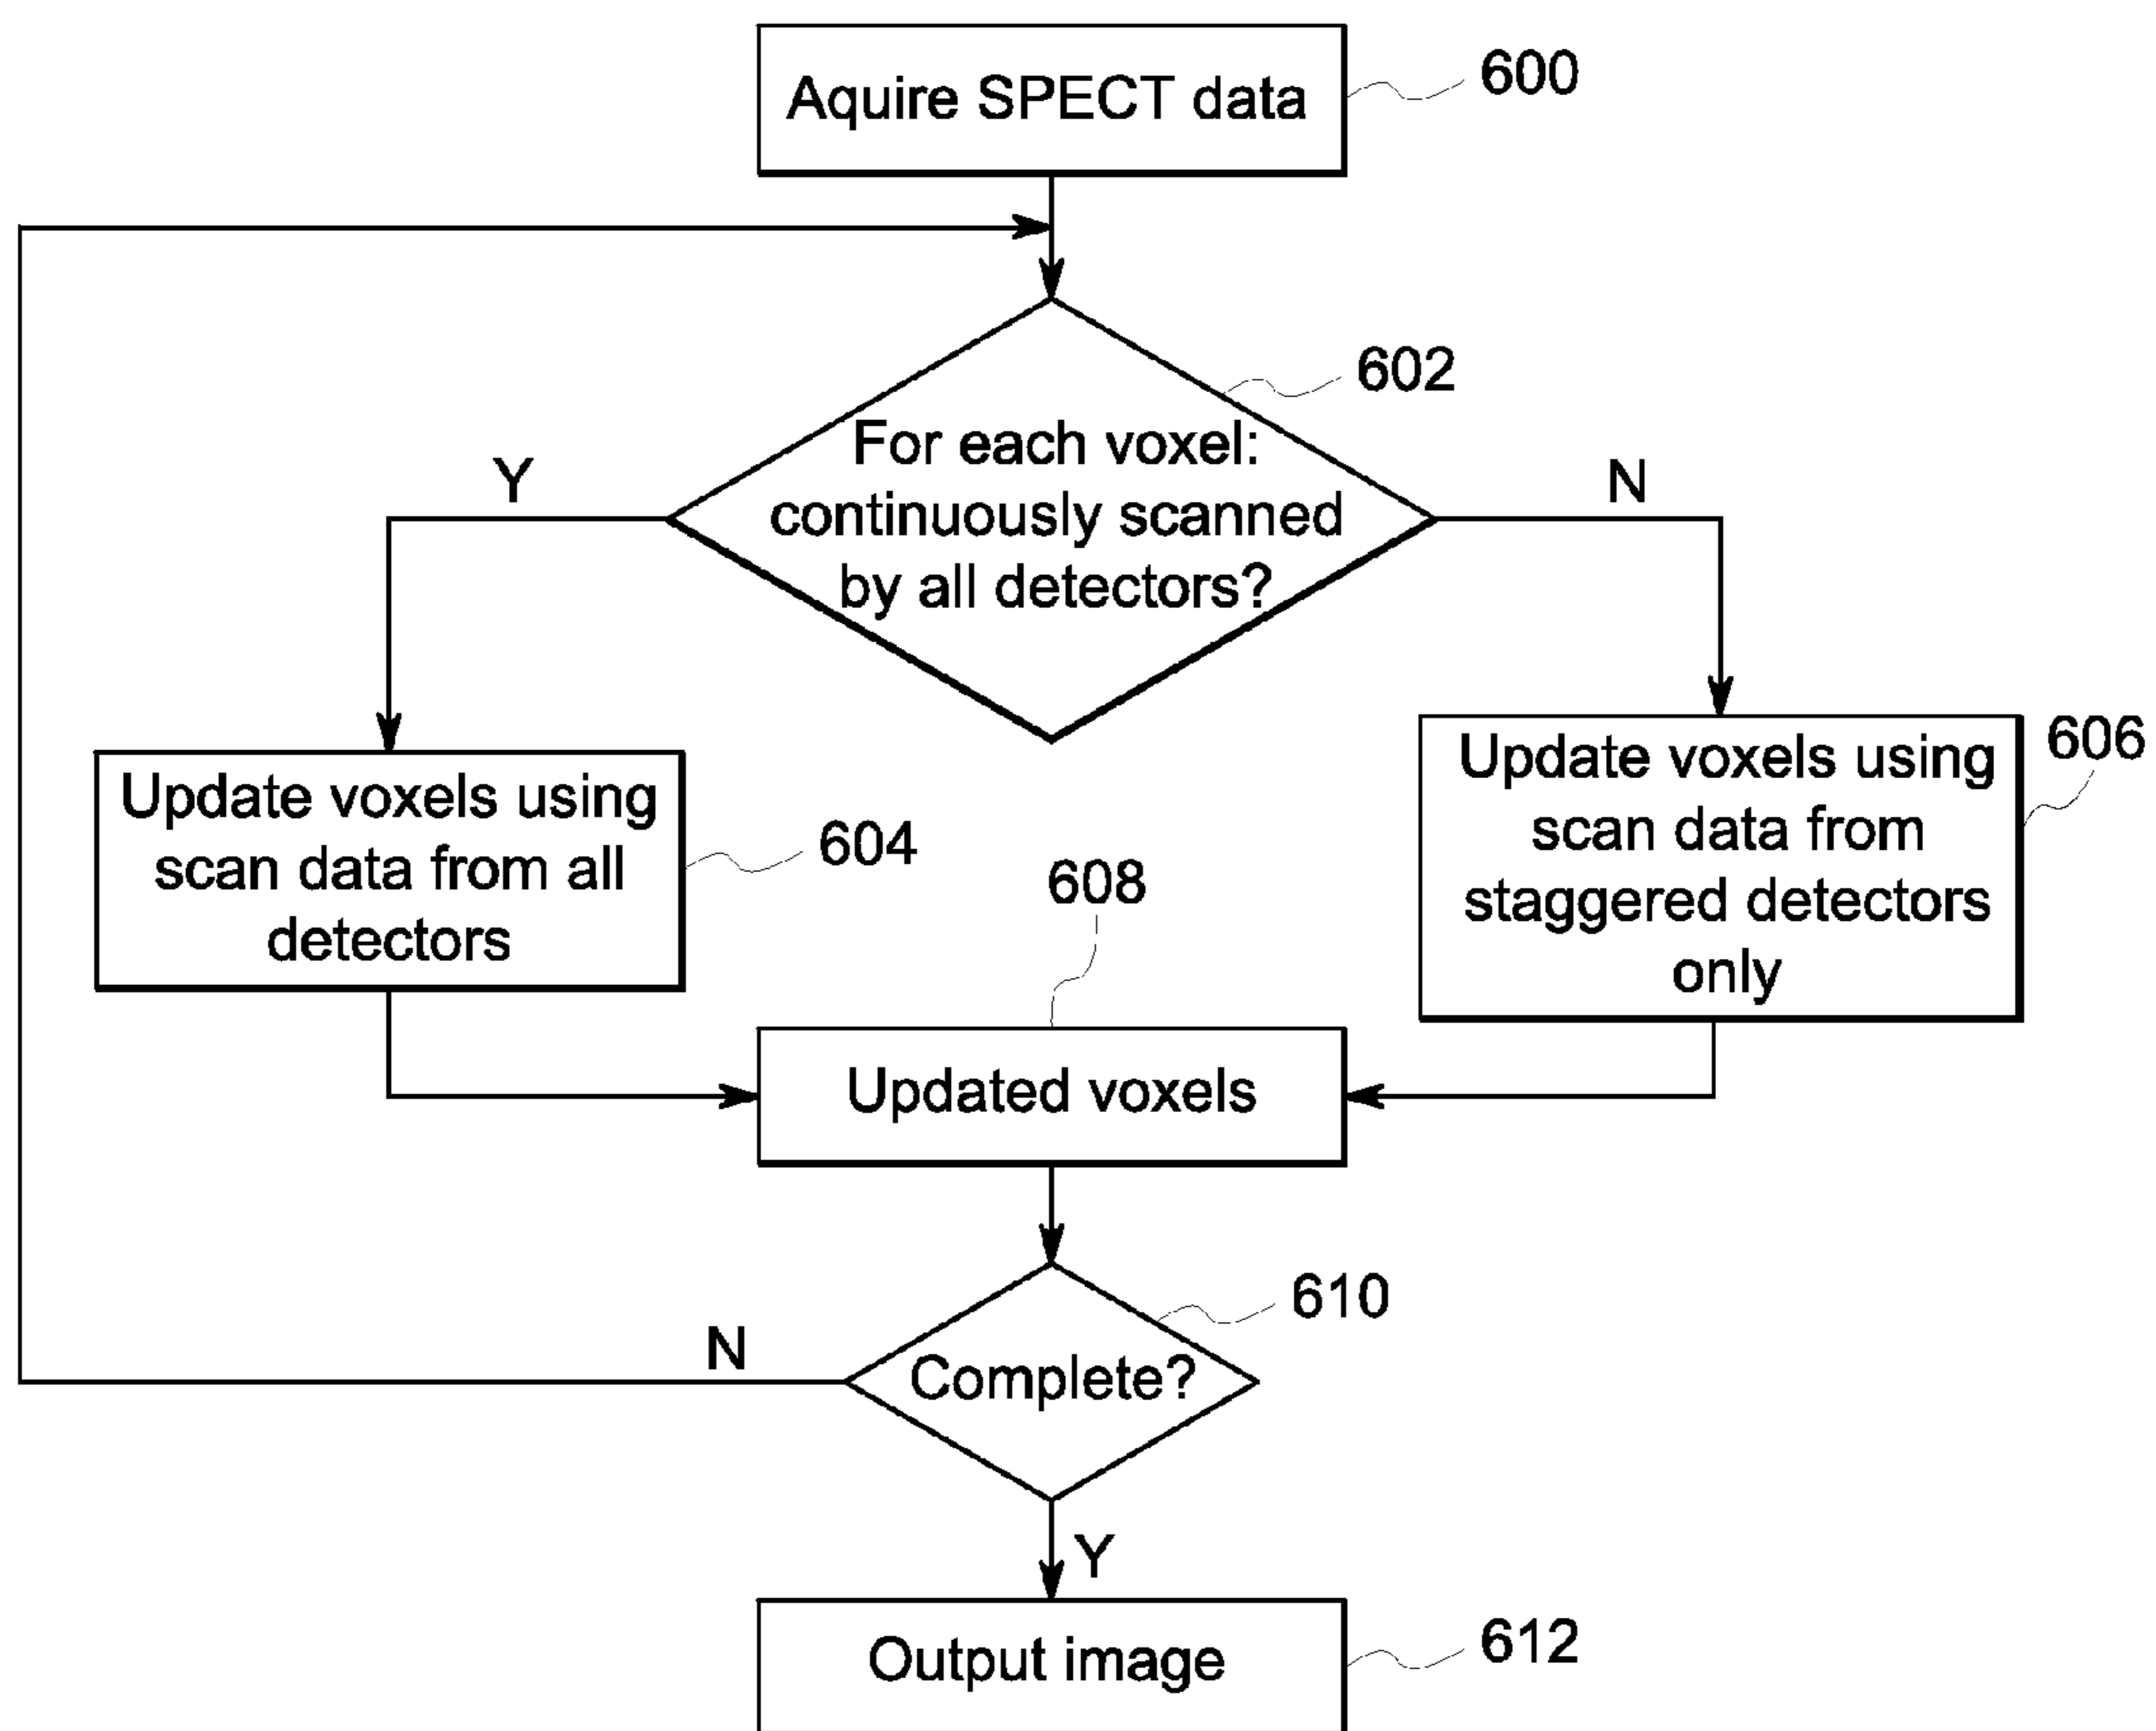 Aquire SPECT data
600
602
For each voxel:
continuously scanned
by all detectors?
Y
N
Update voxels using
scan data from all
detectors
604
606
Update voxels using
scan data from
staggered detectors
only
608
Updated voxels
610
Complete?
N
Y
Output image
612